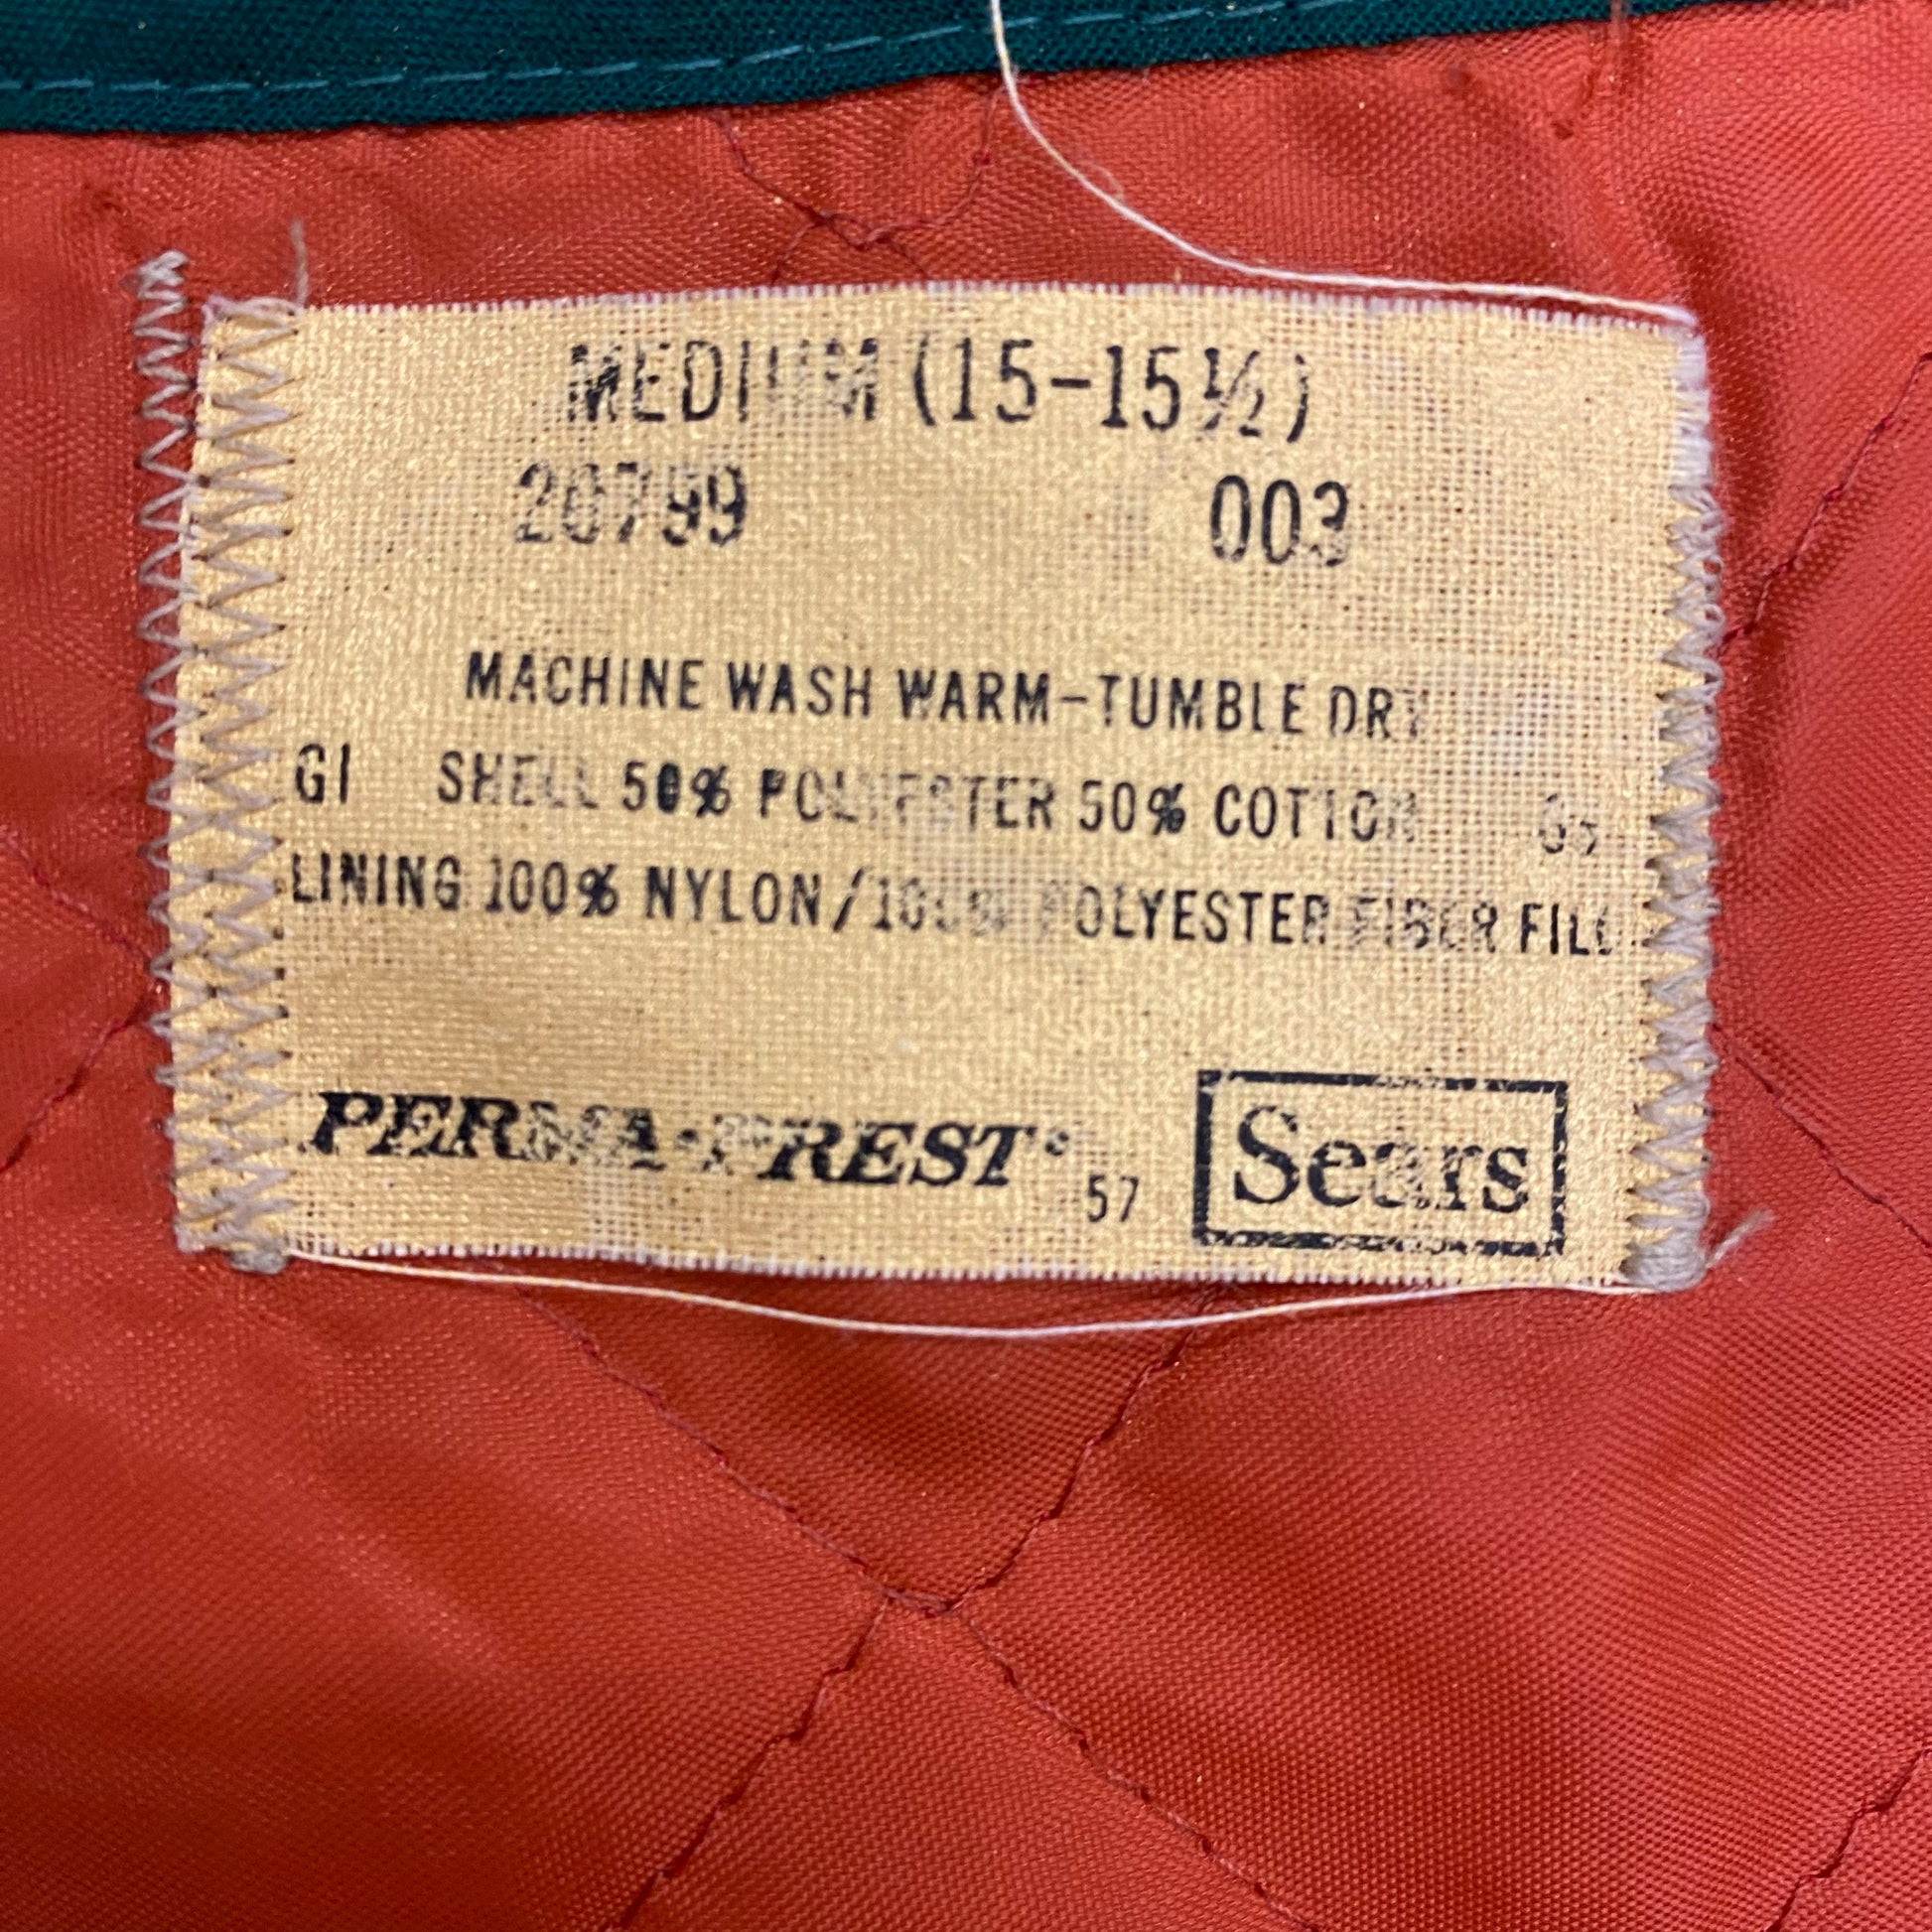 MEDIUM (15-15½)
20799 003
MACHINE WASH WARM-TUMBLE DRY
G1 SHELL 50% POLYESTER 50% COTTON
LINING 100% NYLON/100% POLYESTER FIBER FILL
PERMA-PREST®
57 Sears